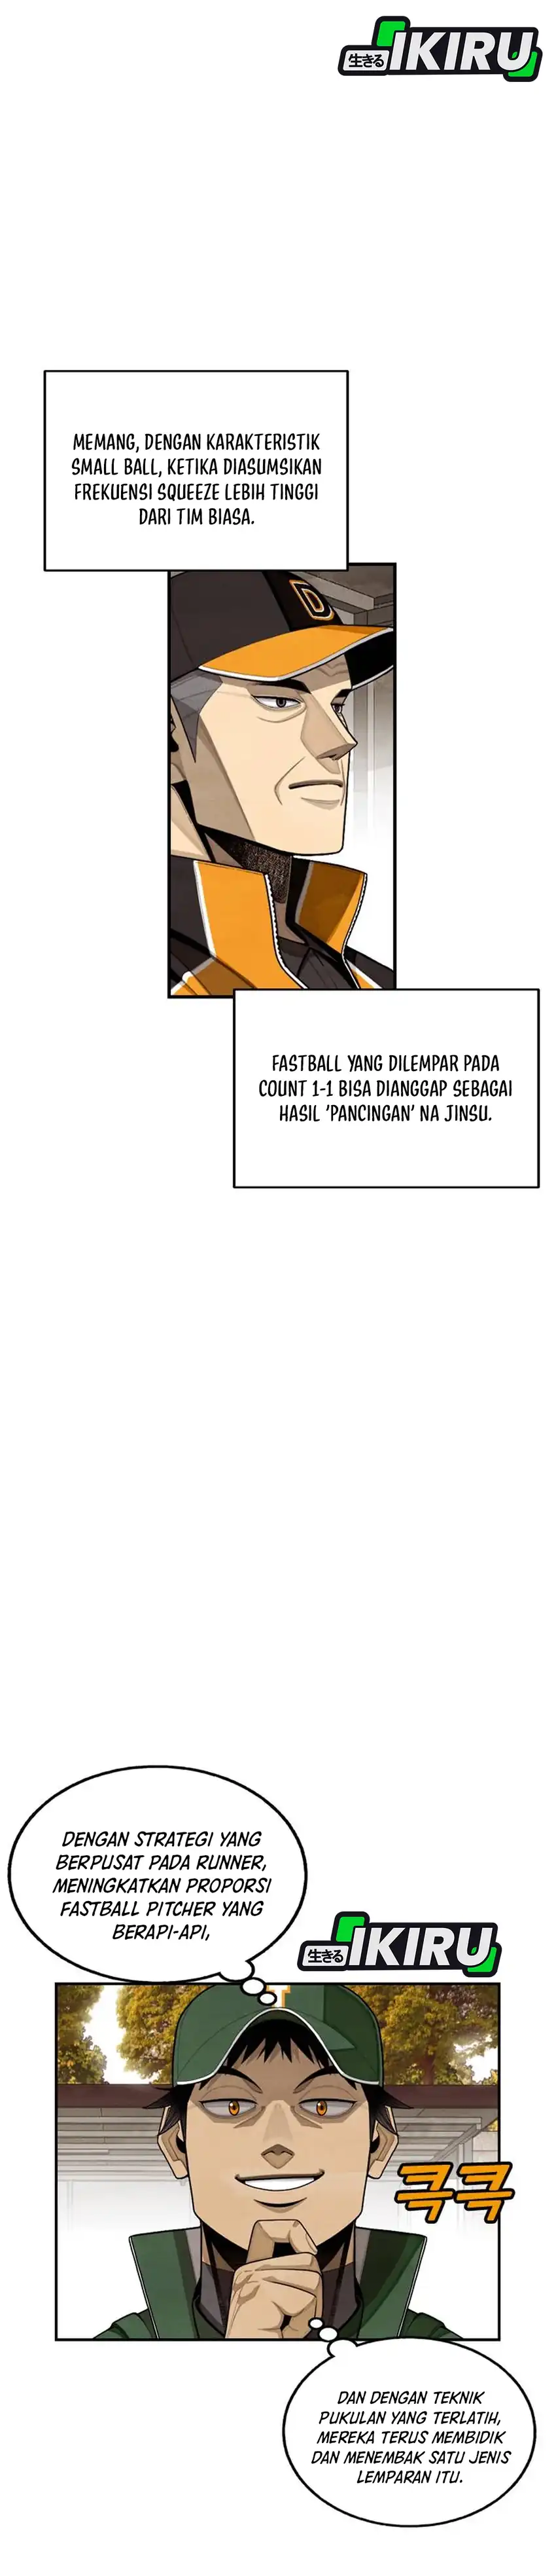 生きる IKIRU
MEMANG, DENGAN KARAKTERISTIK
SMALL BALL, KETIKA DIASUMSIKAN
FREKUENSI SQUEEZE LEBIH TINGGI
DARI TIM BIASA.
D
FASTBALL YANG DILEMPAR PADA
COUNT 1-1 BISA DIANGGAP SEBAGAI
HASIL 'PANCINGAN' NA JINSU.
DENGAN STRATEGI YANG
BERPUSAT PADA RUNNER,
MENINGKATKAN PROPORSI
FASTBALL PITCHER YANG
BERAPI-API,
生きる IKIRU
큭큭
DAN DENGAN TEKNIK
PUKULAN YANG TERLATIH,
MEREKA TERUS MEMBIDIK
DAN MENEMBAK SATU JENIS
LEMPARAN ITU.